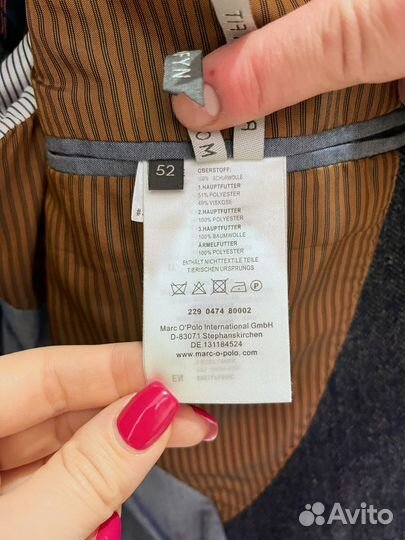 52
OBERSTOFF:
100% SCHURWOLLE
1.HAUPTFUTTER
51% POLYESTER
49% VISKOSE
2.HAUPTFUTTER
100% POLYESTER
3.HAUPTFUTTER
100% BAUMWOLLE
ÄRMELFUTTER
100% POLYESTER
ENTHÄLT NICHTTEXTILE TEILE
TIERISCHEN URSPRUNGS
P
229 0474 80002
Marc O'Polo International GmbH
D-83071 Stephanskirchen
DE 131184524
www.marc-o-polo.com
Avito